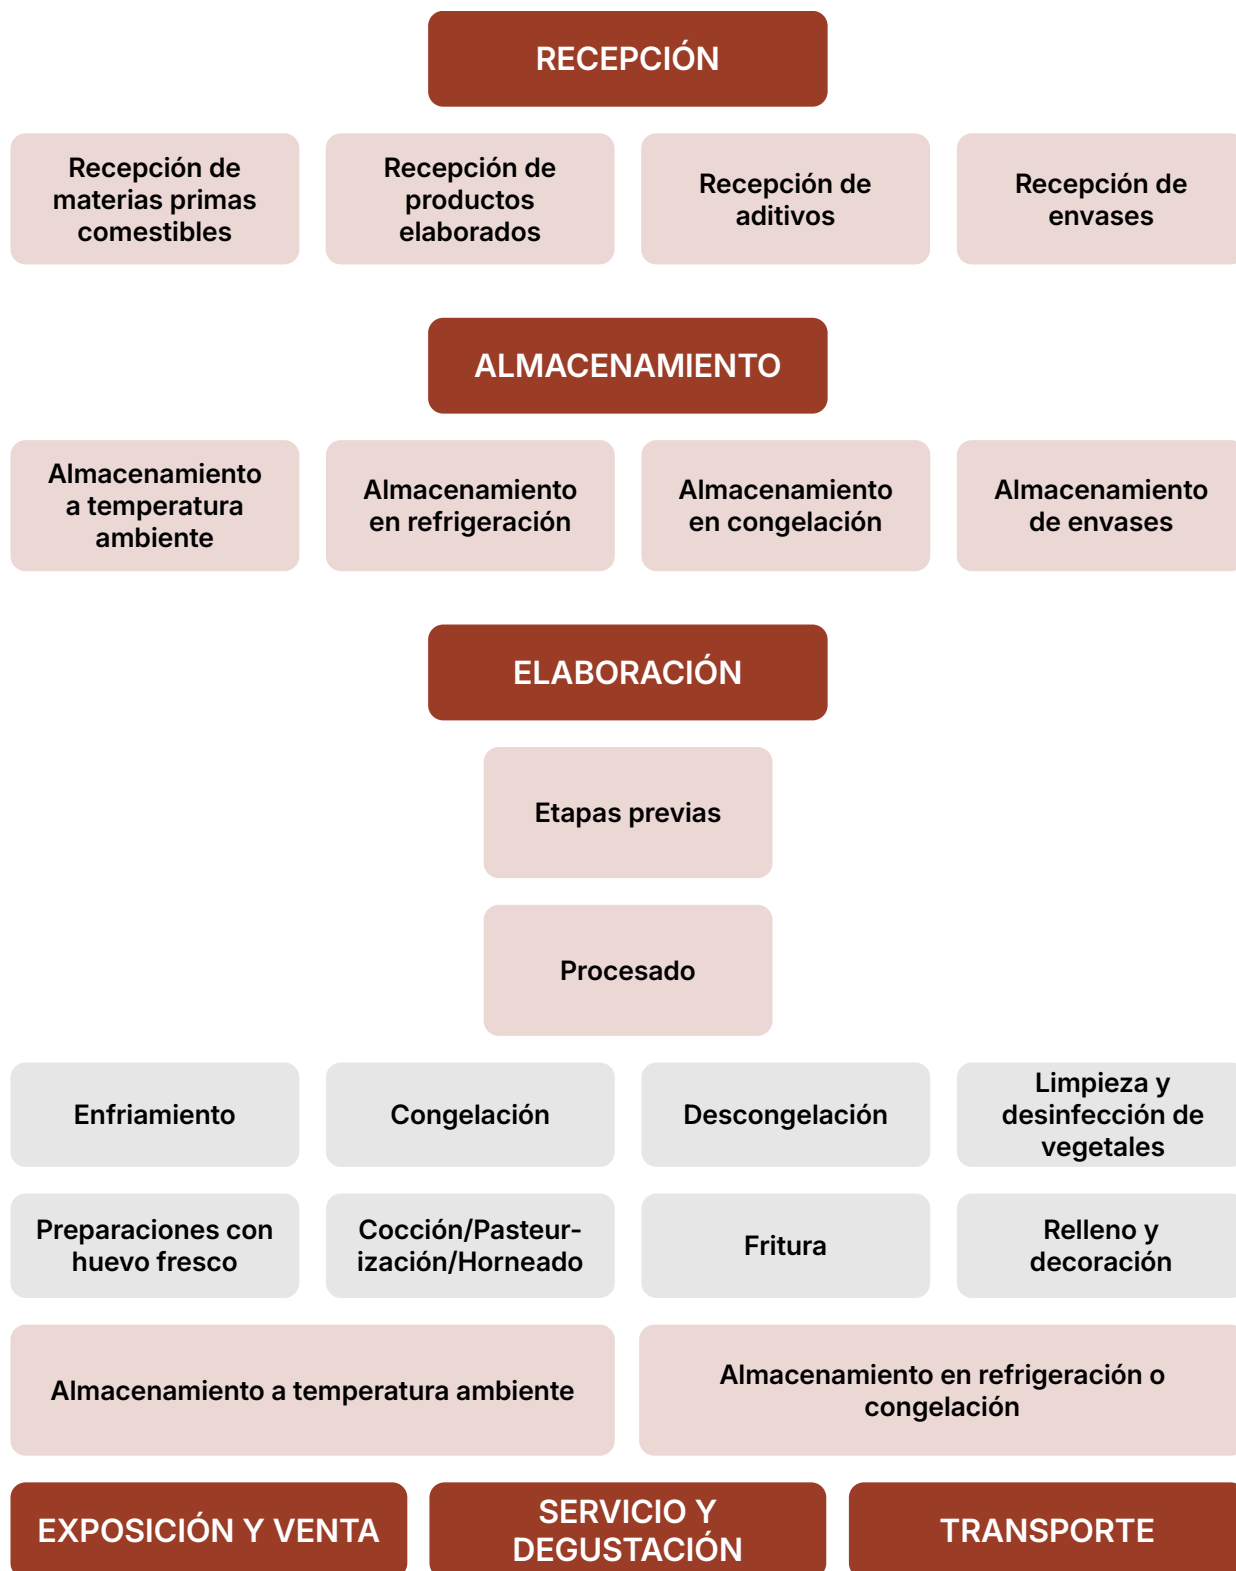 RECEPCIÓN
Recepción de
materias primas
comestibles
Recepción de
productos
elaborados
Recepción de
aditivos
Recepción de
envases
ALMACENAMIENTO
Almacenamiento
a temperatura
ambiente
Almacenamiento
en refrigeración
Almacenamiento
en congelación
Almacenamiento
de envases
ELABORACIÓN
Etapas previas
Procesado
Enfriamiento
Congelación
Descongelación
Limpieza y
desinfección de
vegetales
Preparaciones con
huevo fresco
Cocción/Pasteur-
ización/Horneado
Fritura
Relleno y
decoración
Almacenamiento a temperatura ambiente
Almacenamiento en refrigeración o
congelación
EXPOSICIÓN Y VENTA
SERVICIO Y
DEGUSTACIÓN
TRANSPORTE